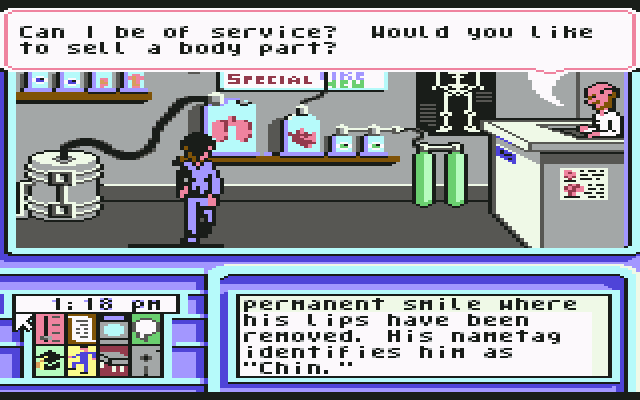 Can I be of service?  Would you like
to sell a body part?
SPECIAL
1:18 pm
permanent smile where
his lips have been
removed. His nametag
identifies him as
"Chin."